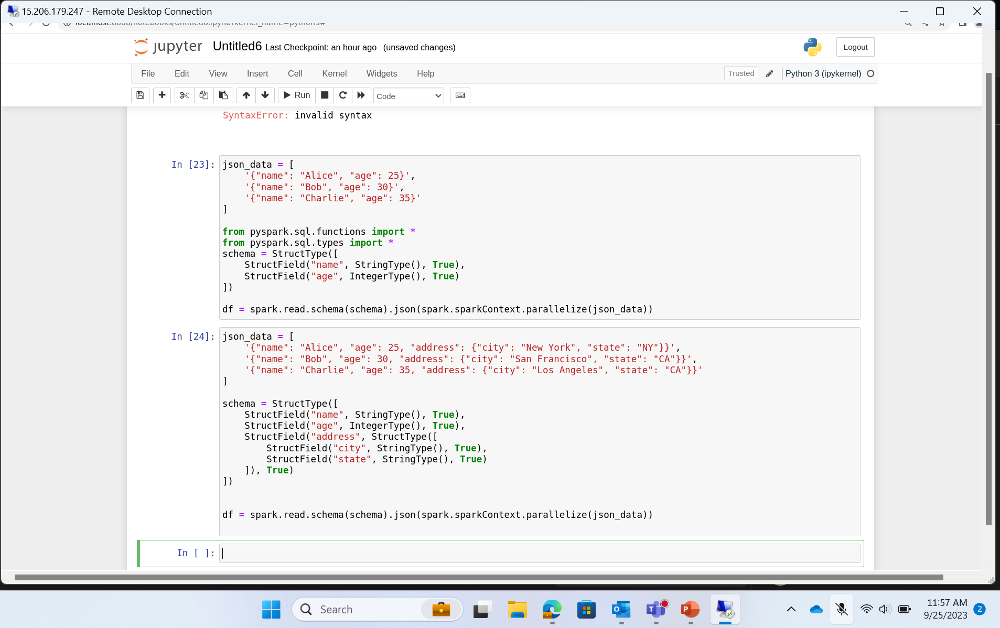 15.206.179.247 - Remote Desktop Connection
localhost:8888/notebooks/Untitled6.ipynb?kernel_name=python3#
jupyter Untitled6 Last Checkpoint: an hour ago (unsaved changes) Logout
File Edit View Insert Cell Kernel Widgets Help Trusted Python 3 (ipykernel)
Run Code
SyntaxError: invalid syntax
In [23]: json_data = [
    '{"name": "Alice", "age": 25}',
    '{"name": "Bob", "age": 30}',
    '{"name": "Charlie", "age": 35}'
]
from pyspark.sql.functions import *
from pyspark.sql.types import *
schema = StructType([
    StructField("name", StringType(), True),
    StructField("age", IntegerType(), True)
])
df = spark.read.schema(schema).json(spark.sparkContext.parallelize(json_data))
In [24]: json_data = [
    '{"name": "Alice", "age": 25, "address": {"city": "New York", "state": "NY"}}',
    '{"name": "Bob", "age": 30, "address": {"city": "San Francisco", "state": "CA"}}',
    '{"name": "Charlie", "age": 35, "address": {"city": "Los Angeles", "state": "CA"}}'
]
schema = StructType([
    StructField("name", StringType(), True),
    StructField("age", IntegerType(), True),
    StructField("address", StructType([
        StructField("city", StringType(), True),
        StructField("state", StringType(), True)
    ]), True)
])
df = spark.read.schema(schema).json(spark.sparkContext.parallelize(json_data))
In [ ]:
Search
11:57 AM
9/25/2023
2